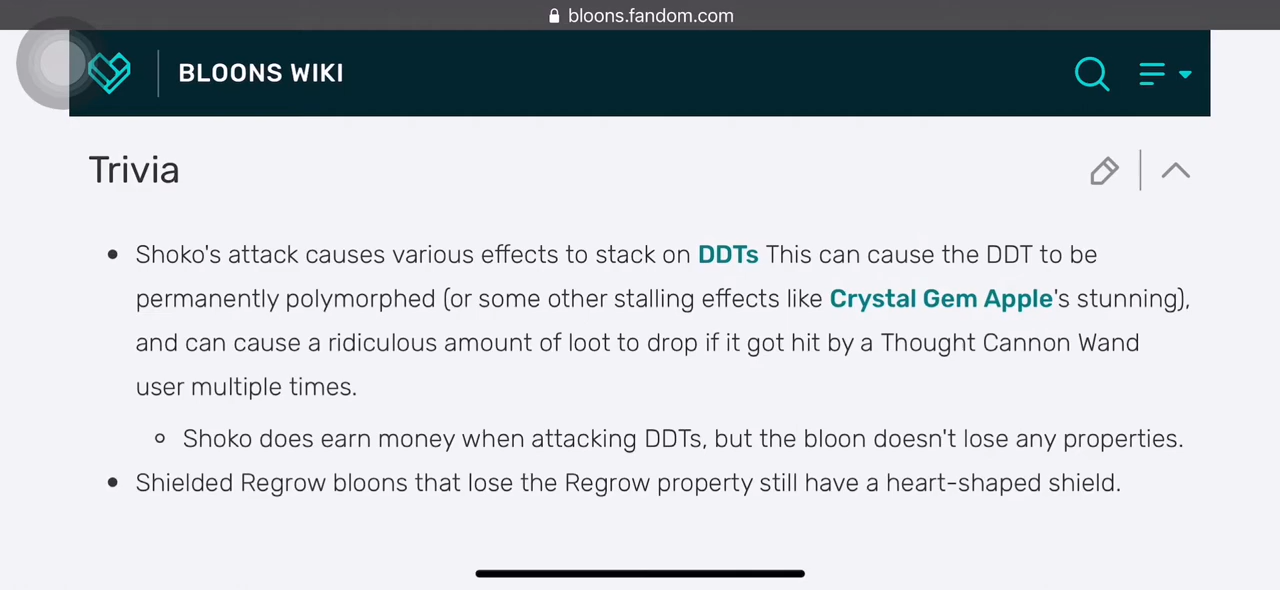 bloons.fandom.com
BLOONS WIKI
Trivia
Shoko's attack causes various effects to stack on DDTs This can cause the DDT to be
permanently polymorphed (or some other stalling effects like Crystal Gem Apple's stunning),
and can cause a ridiculous amount of loot to drop if it got hit by a Thought Cannon Wand
user multiple times.
Shoko does earn money when attacking DDTs, but the bloon doesn't lose any properties.
Shielded Regrow bloons that lose the Regrow property still have a heart-shaped shield.